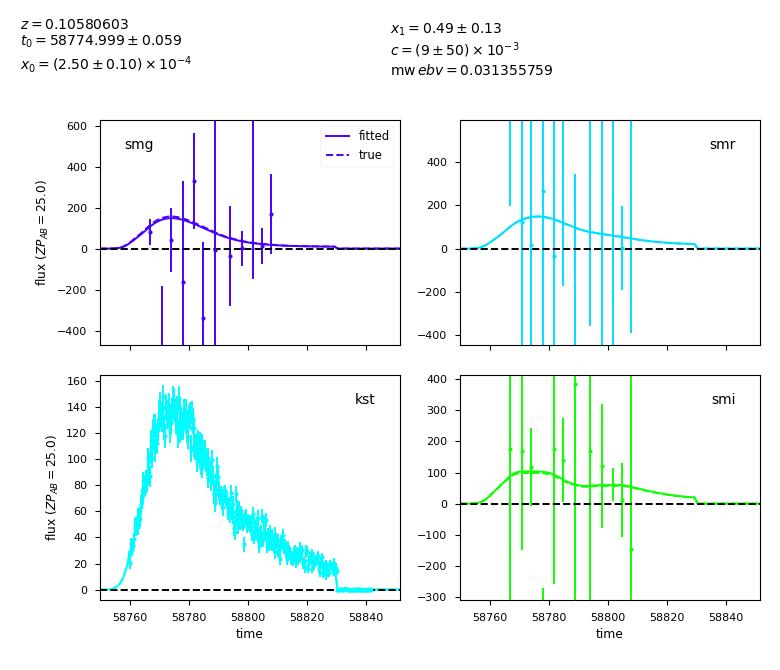 z = 0.10580603
t₀ = 58774.999 ± 0.059
x₀ = (2.50 ± 0.10) × 10⁻⁴
x₁ = 0.49 ± 0.13
c = (9 ± 50) × 10⁻³
mw ebv = 0.031355759
600
400
200
0
−200
−400
flux (ZP_AB = 25.0)
smg
fitted
true
400
200
0
−200
−400
smr
160
140
120
100
80
60
40
20
0
flux (ZP_AB = 25.0)
kst
58760
58780
58800
58820
58840
time
400
300
200
100
0
−100
−200
−300
smi
58760
58780
58800
58820
58840
time